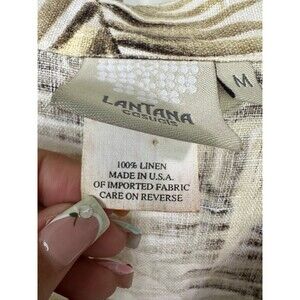 LANTANA
CASUALS
M
100% LINEN
MADE IN U.S.A.
OF IMPORTED FABRIC
CARE ON REVERSE